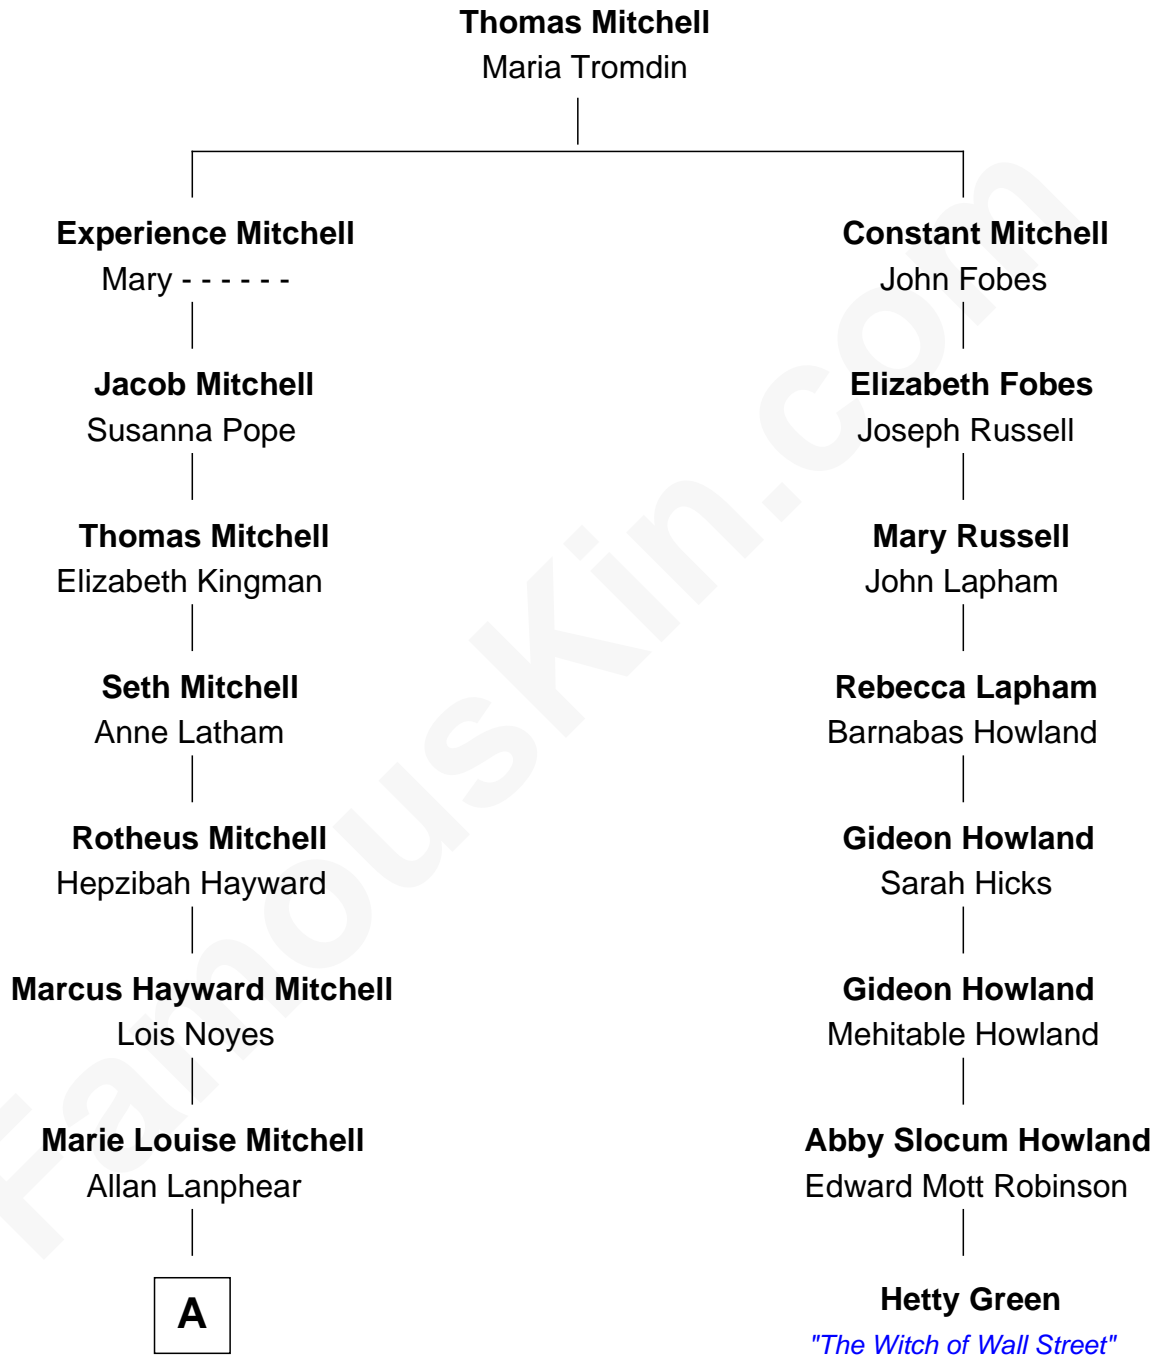 Thomas Mitchell
Maria Tromdin
Experience Mitchell
Mary - - - - - -
Constant Mitchell
John Fobes
Jacob Mitchell
Susanna Pope
Elizabeth Fobes
Joseph Russell
Thomas Mitchell
Elizabeth Kingman
Mary Russell
John Lapham
Seth Mitchell
Anne Latham
Rebecca Lapham
Barnabas Howland
Rotheus Mitchell
Hepzibah Hayward
Gideon Howland
Sarah Hicks
Marcus Hayward Mitchell
Lois Noyes
Gideon Howland
Mehitable Howland
Marie Louise Mitchell
Allan Lanphear
Abby Slocum Howland
Edward Mott Robinson
A
Hetty Green
"The Witch of Wall Street"
FamousKin.com